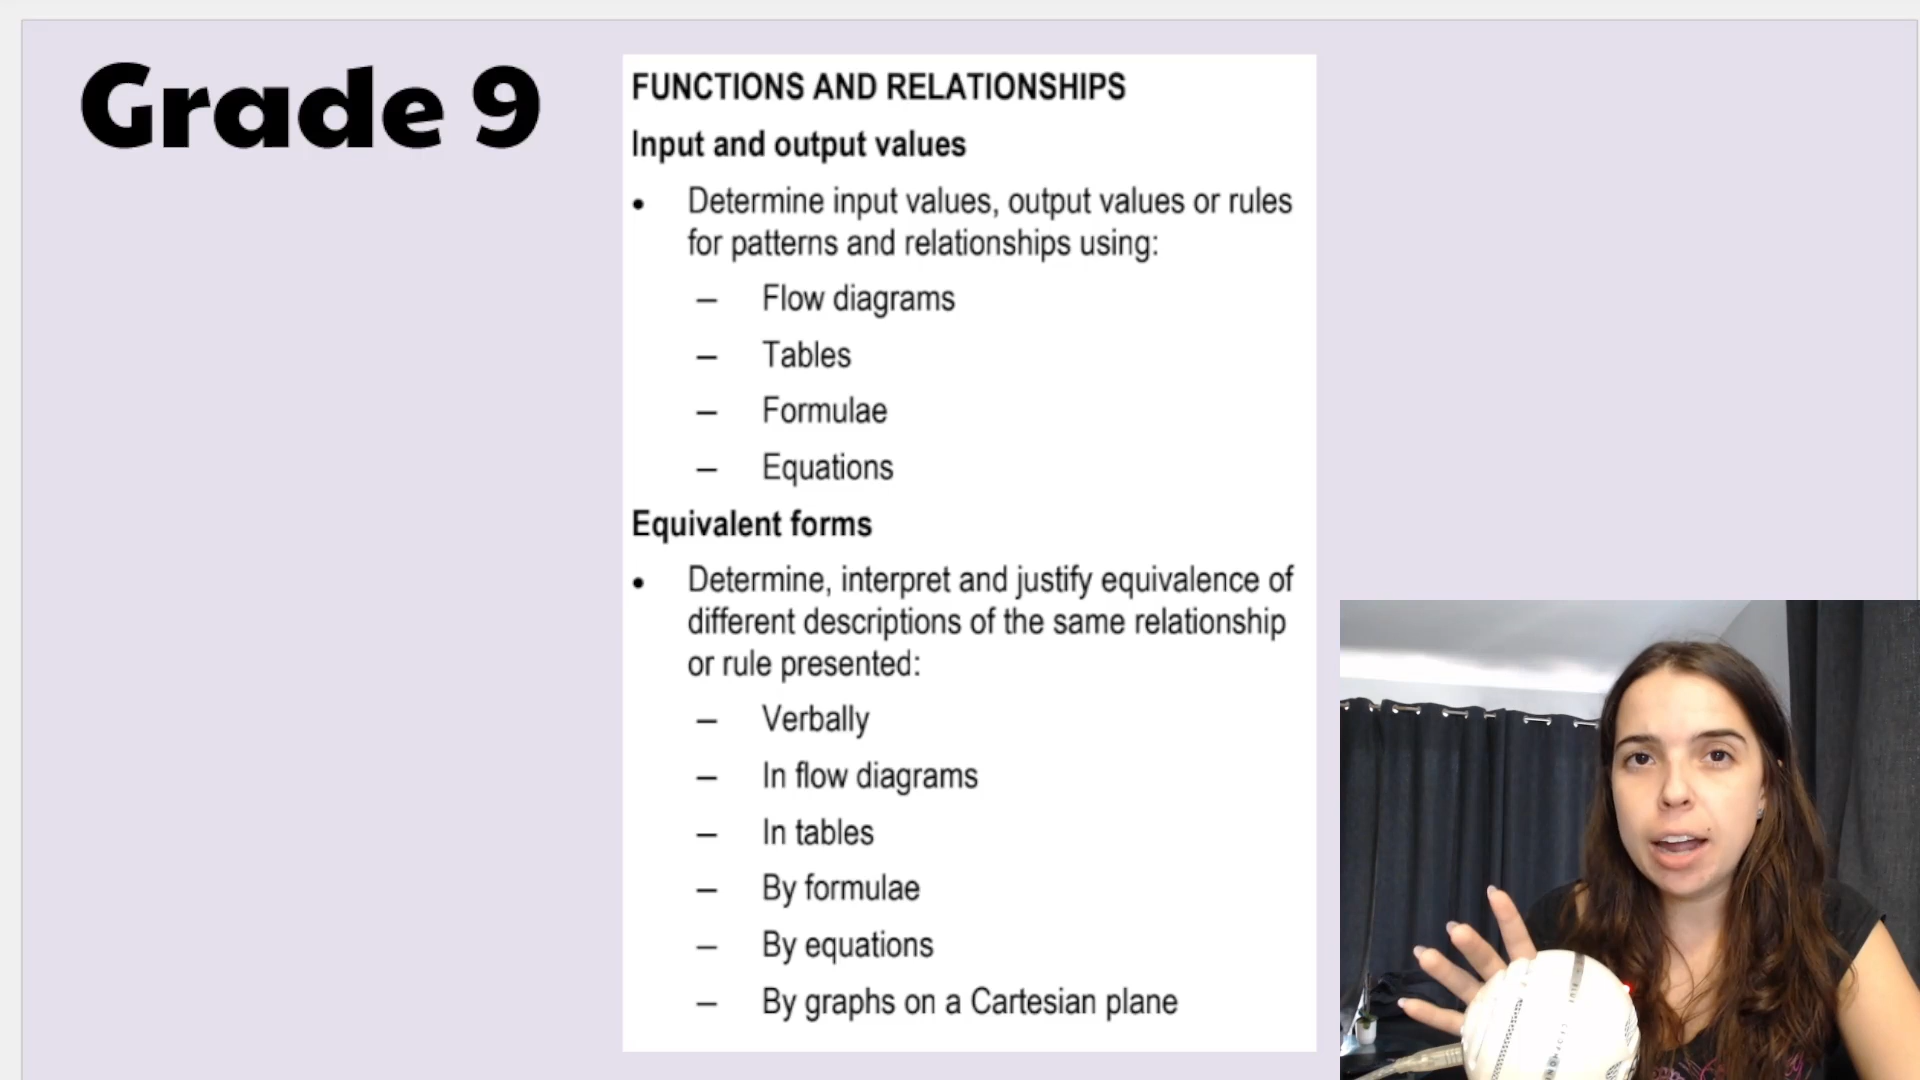 Grade 9
FUNCTIONS AND RELATIONSHIPS
Input and output values
• Determine input values, output values or rules
for patterns and relationships using:
– Flow diagrams
– Tables
– Formulae
– Equations
Equivalent forms
• Determine, interpret and justify equivalence of
different descriptions of the same relationship
or rule presented:
– Verbally
– In flow diagrams
– In tables
– By formulae
– By equations
– By graphs on a Cartesian plane